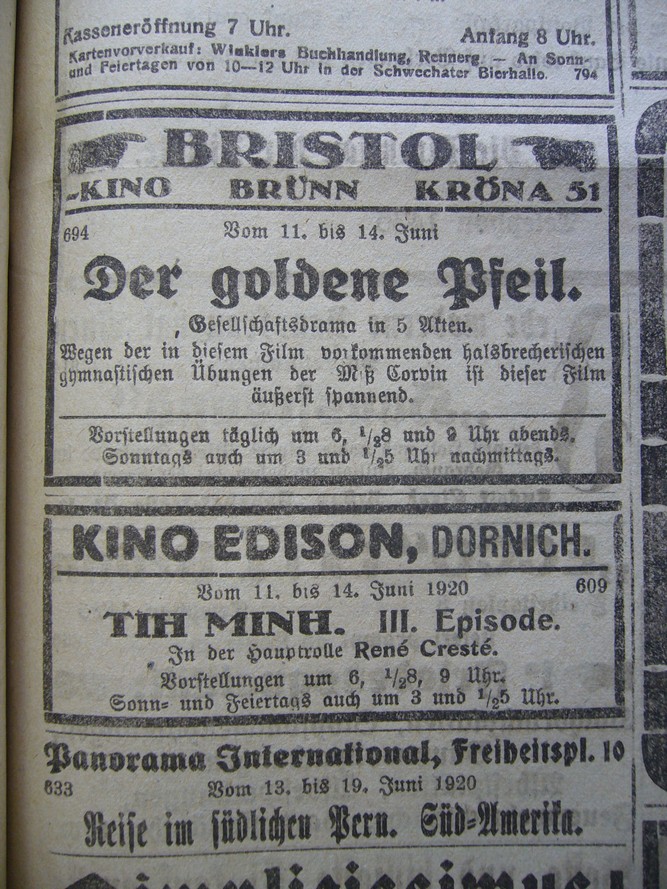 Kasseneröffnung 7 Uhr. Anfang 8 Uhr.
Kartenvorverkauf: Winklers Buchhandlung, Rennerg. — An Sonn-
und Feiertagen von 10—12 Uhr in der Schwechater Bierhalle. 794
BRISTOL
-KINO BRÜNN KRÖNA 51
694 Vom 11. bis 14. Juni
Der goldene Pfeil.
Gesellschaftsdrama in 5 Akten.
Wegen der in diesem Film vorkommenden halsbrecherischen
gymnastischen Übungen der Miß Corvin ist dieser Film
äußerst spannend.
Vorstellungen täglich um 6, 1/28 und 9 Uhr abends.
Sonntags auch um 3 und 1/25 Uhr nachmittags.
KINO EDISON, DORNICH.
Vom 11. bis 14. Juni 1920 609
TIH MINH. III. Episode.
In der Hauptrolle René Cresté.
Vorstellungen um 6, 1/28, 9 Uhr.
Sonn- und Feiertags auch um 3 und 1/25 Uhr.
Panorama International, Freiheitspl. 10
633 Vom 13. bis 19. Juni 1920
Reise im südlichen Peru. Süd-Amerika.